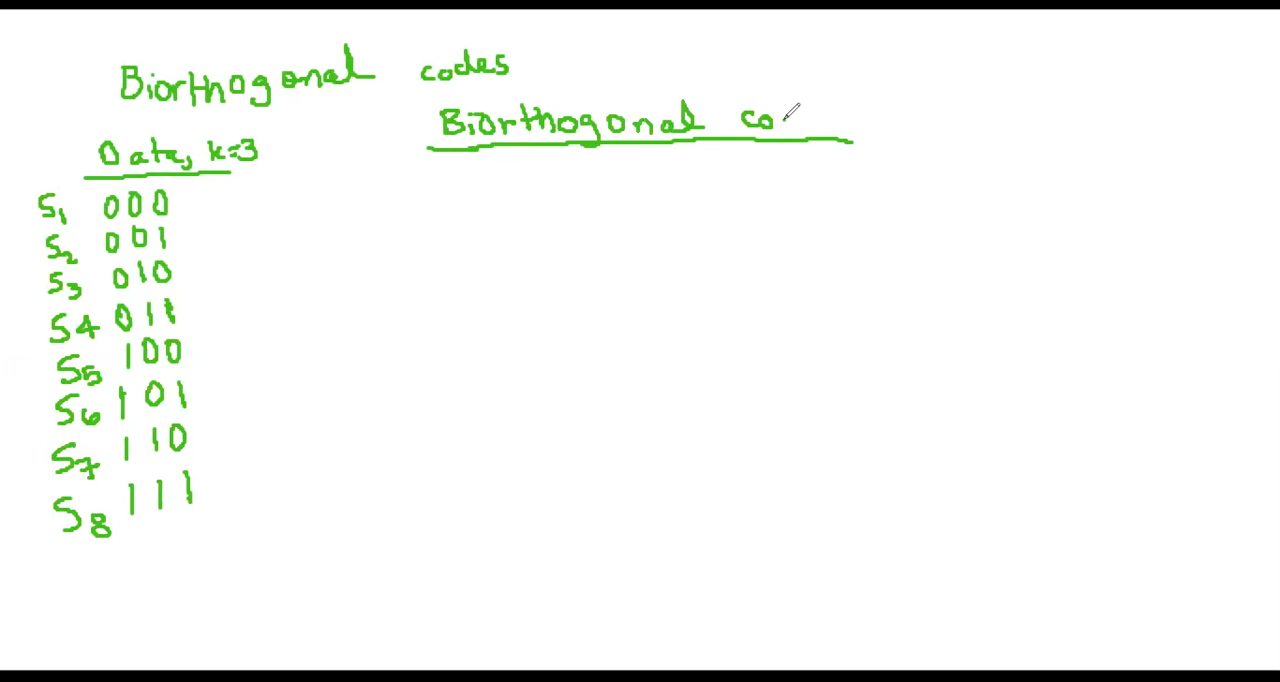 Biorthogonal codes
Biorthogonal co
Data, k=3
S1 000
S2 001
S3 010
S4 011
S5 100
S6 101
S7 110
S8 111